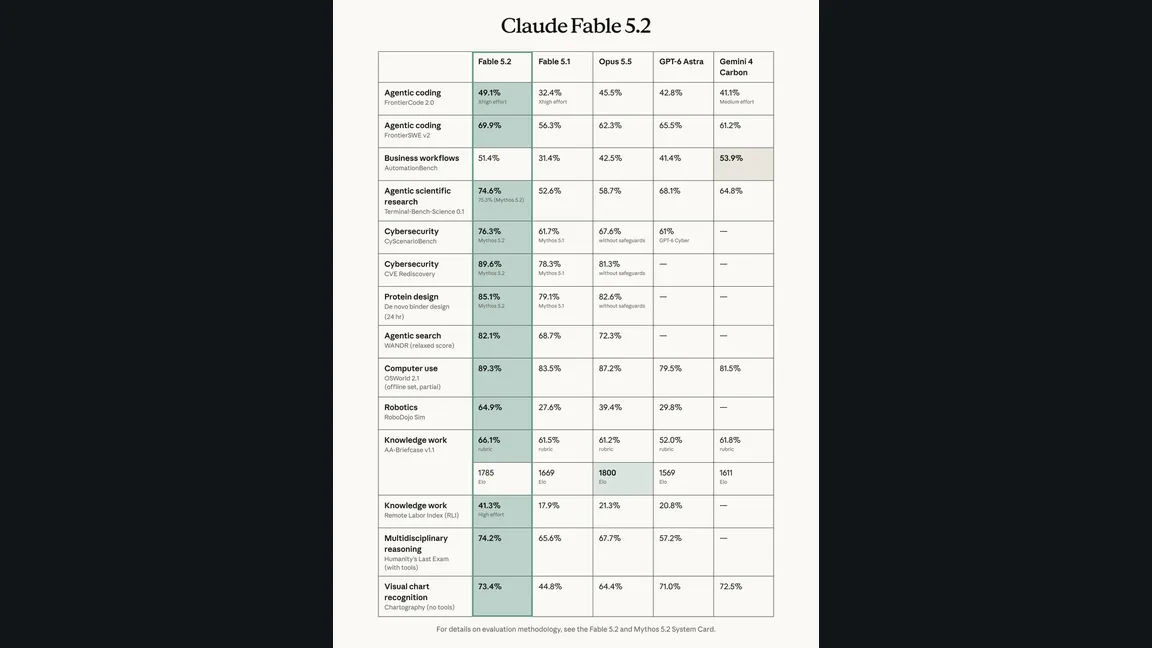 Claude Fable 5.2
Fable 5.2
Fable 5.1
Opus 5.5
GPT-6 Astra
Gemini 4
Carbon
Agentic coding
FrontierCode 2.0
49.1%
Xhigh effort
32.4%
Xhigh effort
45.5%
42.8%
41.1%
Medium effort
Agentic coding
FrontierSWE v2
69.9%
56.3%
62.3%
65.5%
61.2%
Business workflows
AutomationBench
51.4%
31.4%
42.5%
41.4%
53.9%
Agentic scientific
research
Terminal-Bench-Science 0.1
74.6%
75.3% (Mythos 5.2)
52.6%
58.7%
68.1%
64.8%
Cybersecurity
CyScenarioBench
76.3%
Mythos 5.2
61.7%
Mythos 5.1
67.6%
without safeguards
61%
GPT-6 Cyber
—
Cybersecurity
CVE Rediscovery
89.6%
Mythos 5.2
78.3%
Mythos 5.1
81.3%
without safeguards
—
—
Protein design
De novo binder design
(24 hr)
85.1%
Mythos 5.2
79.1%
Mythos 5.1
82.6%
without safeguards
—
—
Agentic search
WANDR (relaxed score)
82.1%
68.7%
72.3%
—
—
Computer use
OSWorld 2.1
(offline set, partial)
89.3%
83.5%
87.2%
79.5%
81.5%
Robotics
RoboDojo Sim
64.9%
27.6%
39.4%
29.8%
—
Knowledge work
AA-Briefcase v1.1
66.1%
rubric
61.5%
rubric
61.2%
rubric
52.0%
rubric
61.8%
rubric
1785
Elo
1669
Elo
1800
Elo
1569
Elo
1611
Elo
Knowledge work
Remote Labor Index (RLI)
41.3%
High effort
17.9%
21.3%
20.8%
—
Multidisciplinary
reasoning
Humanity's Last Exam
(with tools)
74.2%
65.6%
67.7%
57.2%
—
Visual chart
recognition
Chartography (no tools)
73.4%
44.8%
64.4%
71.0%
72.5%
For details on evaluation methodology, see the Fable 5.2 and Mythos 5.2 System Card.